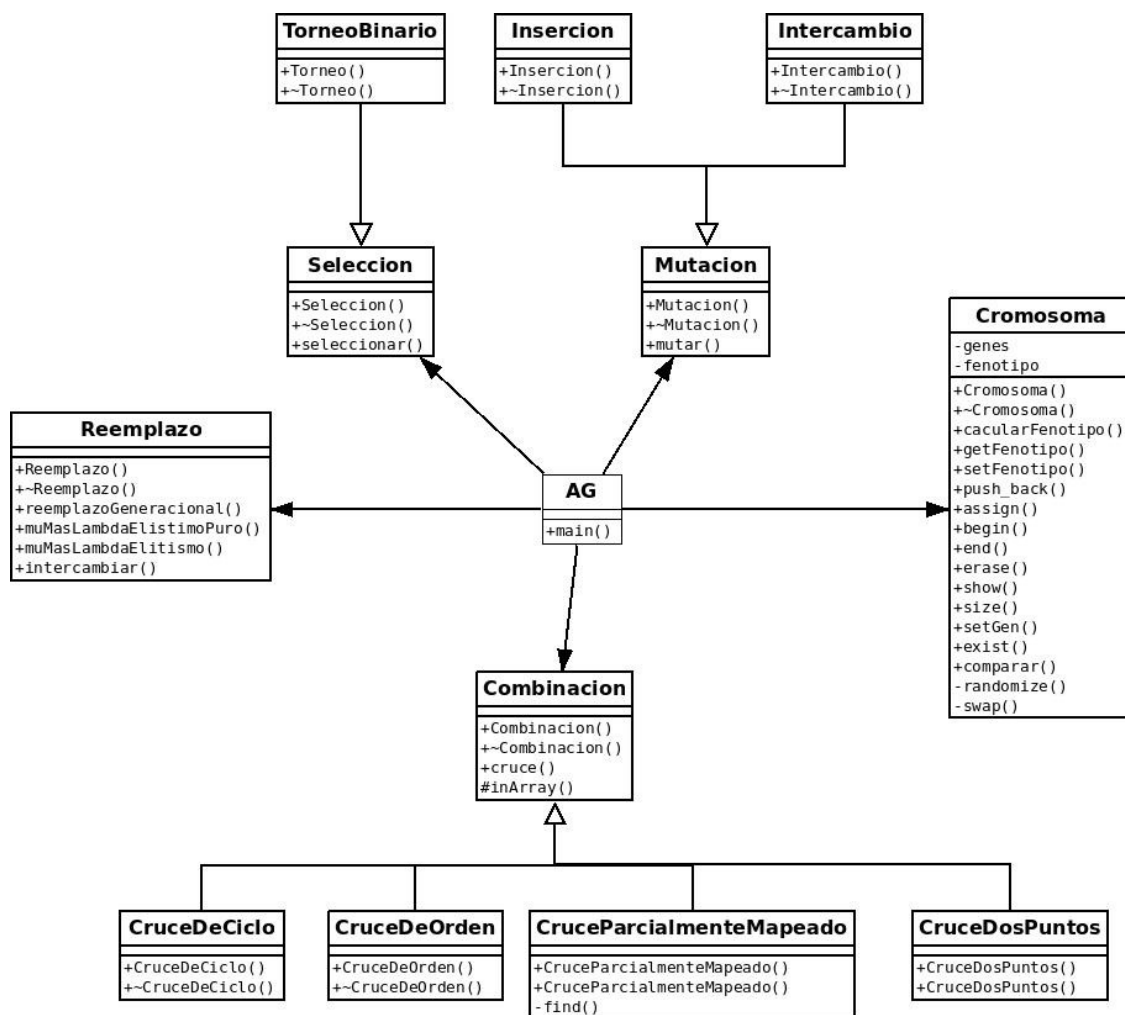 TorneoBinario
+Torneo()
+~Torneo()
Insercion
+Insercion()
+~Insercion()
Intercambio
+Intercambio()
+~Intercambio()
Seleccion
+Seleccion()
+~Seleccion()
+seleccionar()
Mutacion
+Mutacion()
+~Mutacion()
+mutar()
Cromosoma
-genes
-fenotipo
+Cromosoma()
+~Cromosoma()
+cacularFenotipo()
+getFenotipo()
+setFenotipo()
+push_back()
+assign()
+begin()
+end()
+erase()
+show()
+size()
+setGen()
+exist()
+comparar()
-randomize()
-swap()
Reemplazo
+Reemplazo()
+~Reemplazo()
+reemplazoGeneracional()
+muMasLambdaElistimoPuro()
+muMasLambdaElitismo()
+intercambiar()
AG
+main()
Combinacion
+Combinacion()
+~Combinacion()
+cruce()
#inArray()
CruceDeCiclo
+CruceDeCiclo()
+~CruceDeCiclo()
CruceDeOrden
+CruceDeOrden()
+~CruceDeOrden()
CruceParcialmenteMapeado
+CruceParcialmenteMapeado()
+CruceParcialmenteMapeado()
-find()
CruceDosPuntos
+CruceDosPuntos()
+CruceDosPuntos()